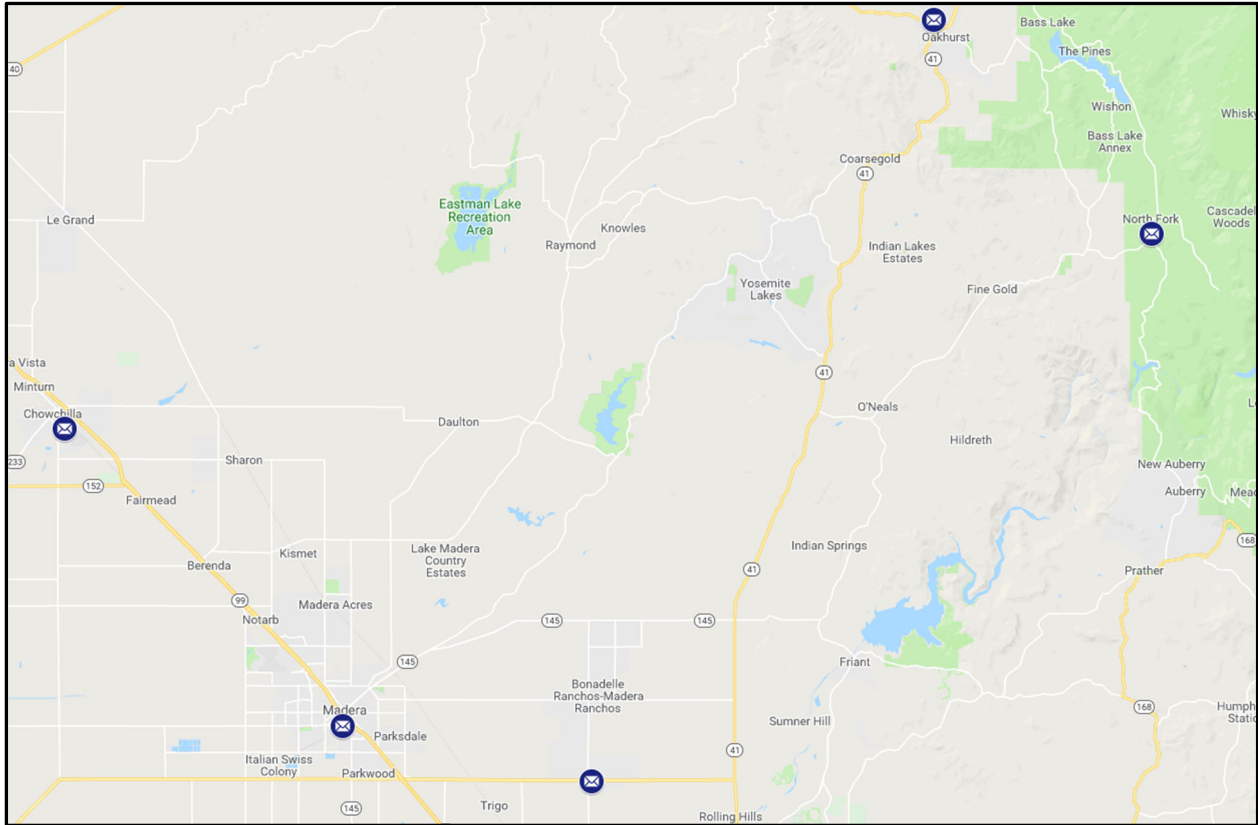 Bass Lake
Oakhurst
The Pines
41
40
Wishon
Whisky
Bass Lake
Annex
Coarsegold
41
Eastman Lake
Recreation
Area
Le Grand
North Fork
Cascadel
Woods
Knowles
Raymond
Indian Lakes
Estates
Yosemite
Lakes
Fine Gold
a Vista
Minturn
41
Chowchilla
O'Neals
Daulton
Hildreth
Sharon
233
New Auberry
152
Auberry
Mead
Fairmead
Indian Springs
168
Lake Madera
Country
Estates
Kismet
Berenda
41
Prather
99
Madera Acres
Notarb
145
145
145
Friant
Bonadelle
Ranchos-Madera
Ranchos
Madera
168
Humph
Static
Sumner Hill
Parksdale
41
Italian Swiss
Colony
Parkwood
145
Trigo
Rolling Hills